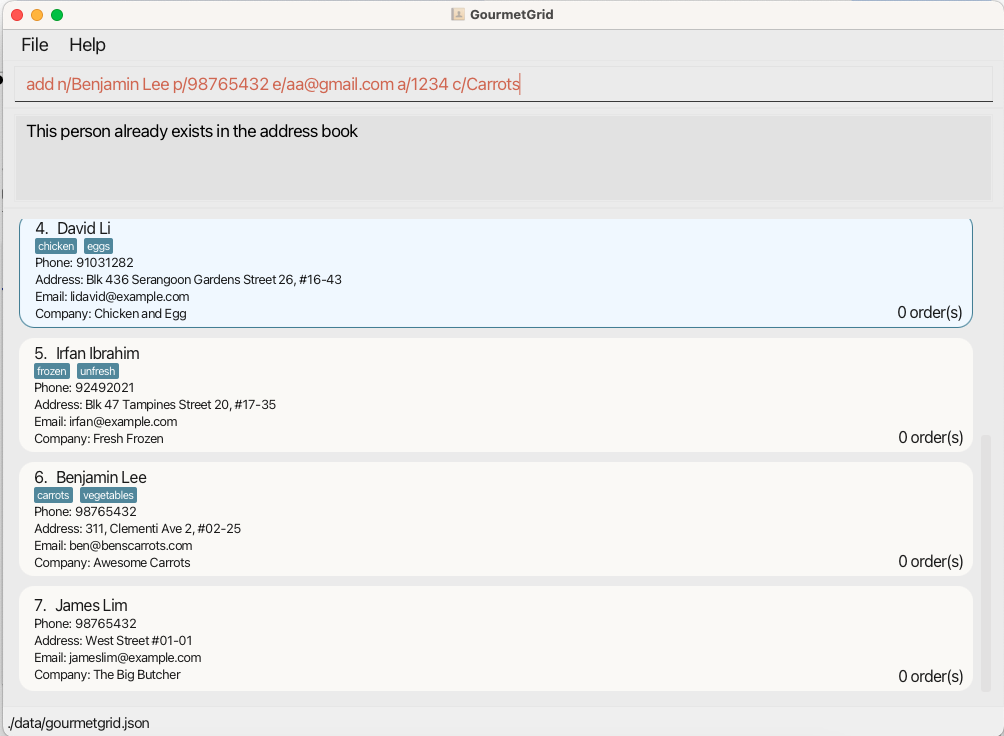 GourmetGrid
File Help
add n/Benjamin Lee p/98765432 e/aa@gmail.com a/1234 c/Carrots
This person already exists in the address book
4. David Li
chicken eggs
Phone: 91031282
Address: Blk 436 Serangoon Gardens Street 26, #16-43
Email: lidavid@example.com
Company: Chicken and Egg
0 order(s)
5. Irfan Ibrahim
frozen unfresh
Phone: 92492021
Address: Blk 47 Tampines Street 20, #17-35
Email: irfan@example.com
Company: Fresh Frozen
0 order(s)
6. Benjamin Lee
carrots vegetables
Phone: 98765432
Address: 311, Clementi Ave 2, #02-25
Email: ben@benscarrots.com
Company: Awesome Carrots
0 order(s)
7. James Lim
Phone: 98765432
Address: West Street #01-01
Email: jameslim@example.com
Company: The Big Butcher
0 order(s)
./data/gourmetgrid.json